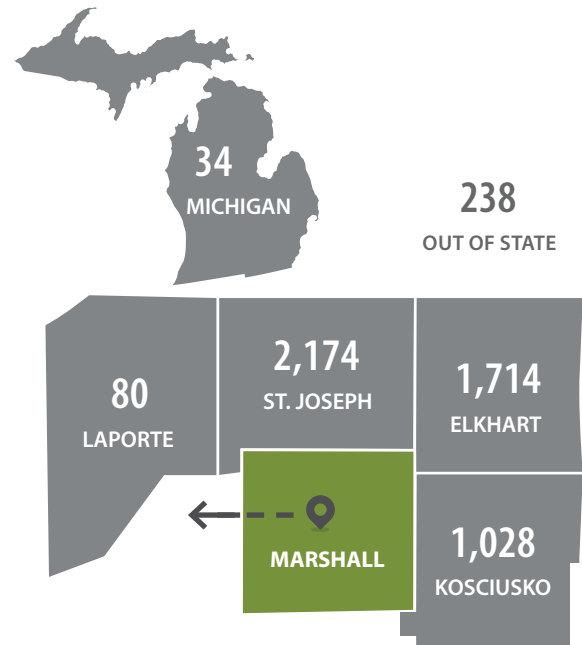 34
MICHIGAN
238
OUT OF STATE
2,174
ST. JOSEPH
1,714
ELKHART
80
LAPORTE
MARSHALL
1,028
KOSCIUSKO